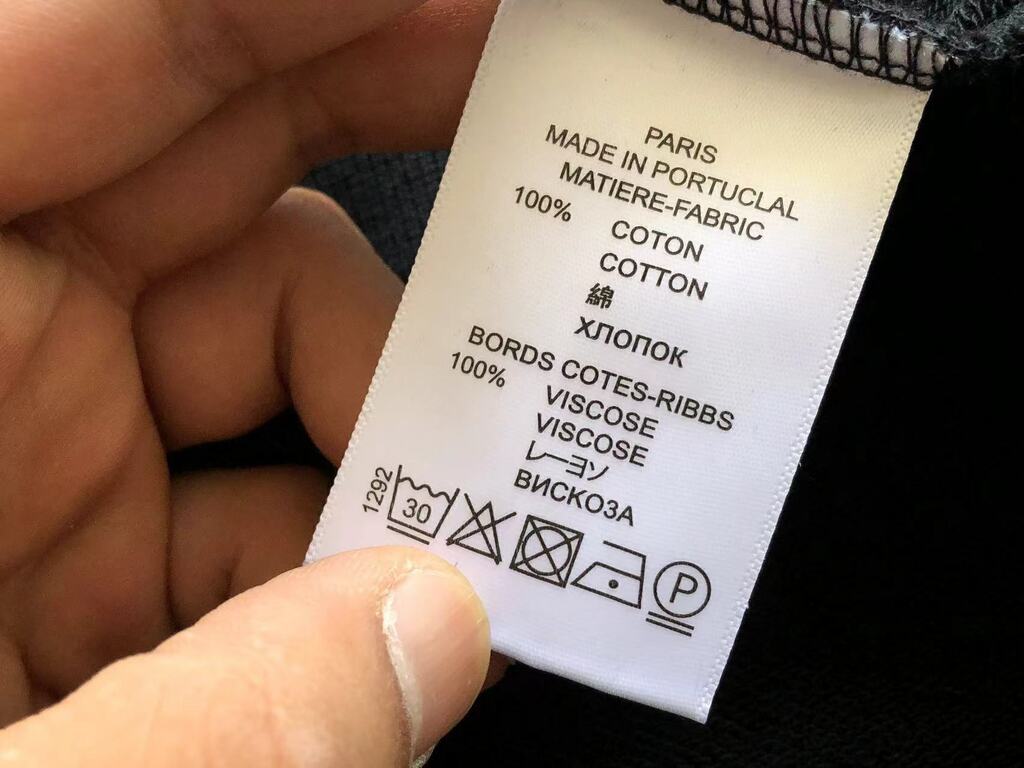 PARIS
MADE IN PORTUCLAL
MATIERE-FABRIC
100% COTON
COTTON
綿
ХЛОПОК
BORDS COTES-RIBBS
100% VISCOSE
VISCOSE
レーヨン
ВИСКОЗА
1292
30
P